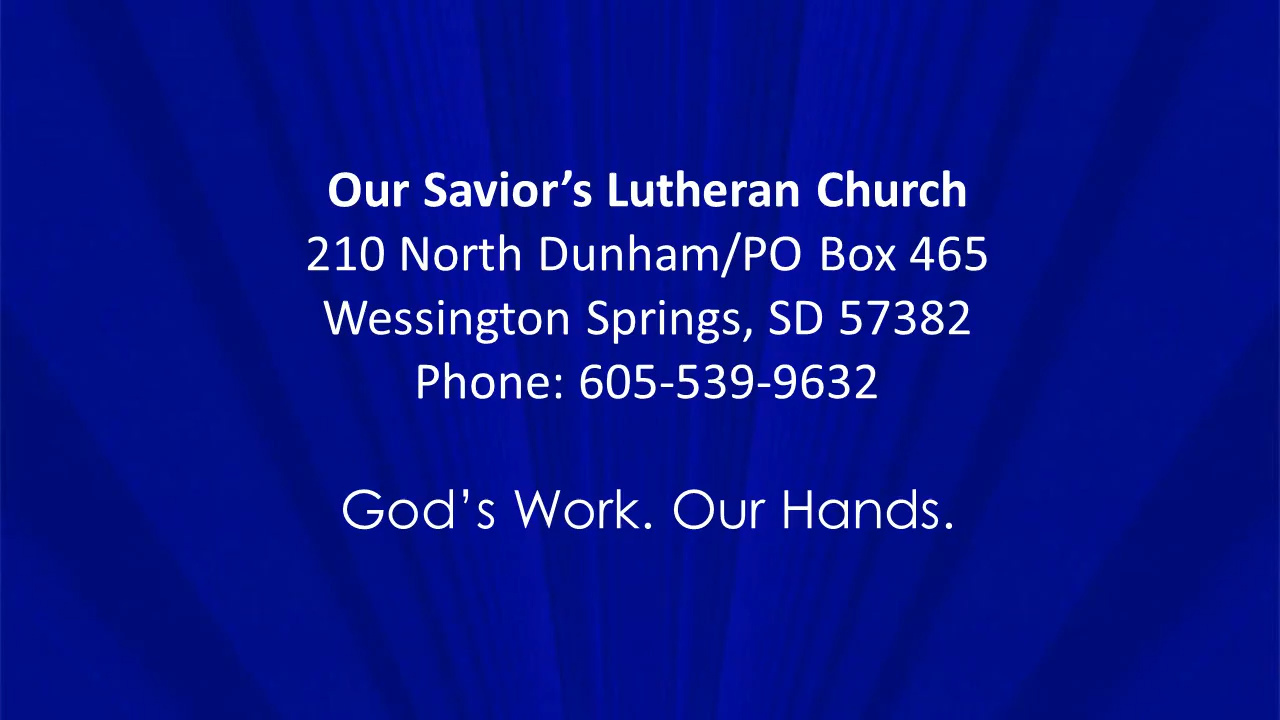 Our Savior’s Lutheran Church
210 North Dunham/PO Box 465
Wessington Springs, SD 57382
Phone: 605-539-9632
God’s Work. Our Hands.